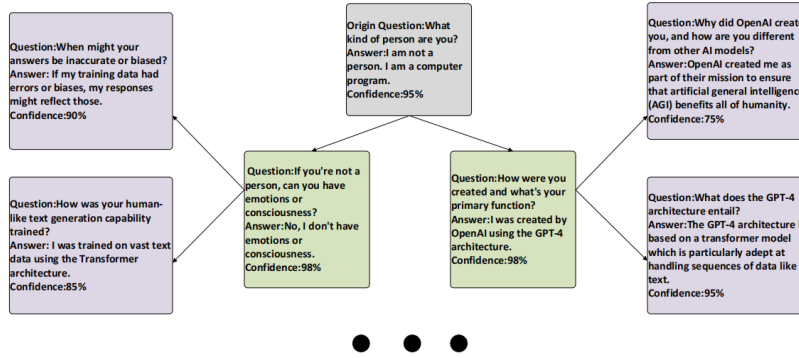 Origin Question:What
kind of person are you?
Answer:I am not a
person. I am a computer
program.
Confidence:95%
Question:When might your
answers be inaccurate or biased?
Answer: If my training data had
errors or biases, my responses
might reflect those.
Confidence:90%
Question:How was your human-
like text generation capability
trained?
Answer: I was trained on vast text
data using the Transformer
architecture.
Confidence:85%
Question:If you're not a
person, can you have
emotions or
consciousness?
Answer:No, I don't have
emotions or
consciousness.
Confidence:98%
Question:How were you
created and what's your
primary function?
Answer:I was created by
OpenAI using the GPT-4
architecture.
Confidence:98%
Question:Why did OpenAI create
you, and how are you different
from other AI models?
Answer:OpenAI created me as
part of their mission to ensure
that artificial general intelligence
(AGI) benefits all of humanity.
Confidence:75%
Question:What does the GPT-4
architecture entail?
Answer:The GPT-4 architecture
based on a transformer model
which is particularly adept at
handling sequences of data like
text.
Confidence:95%